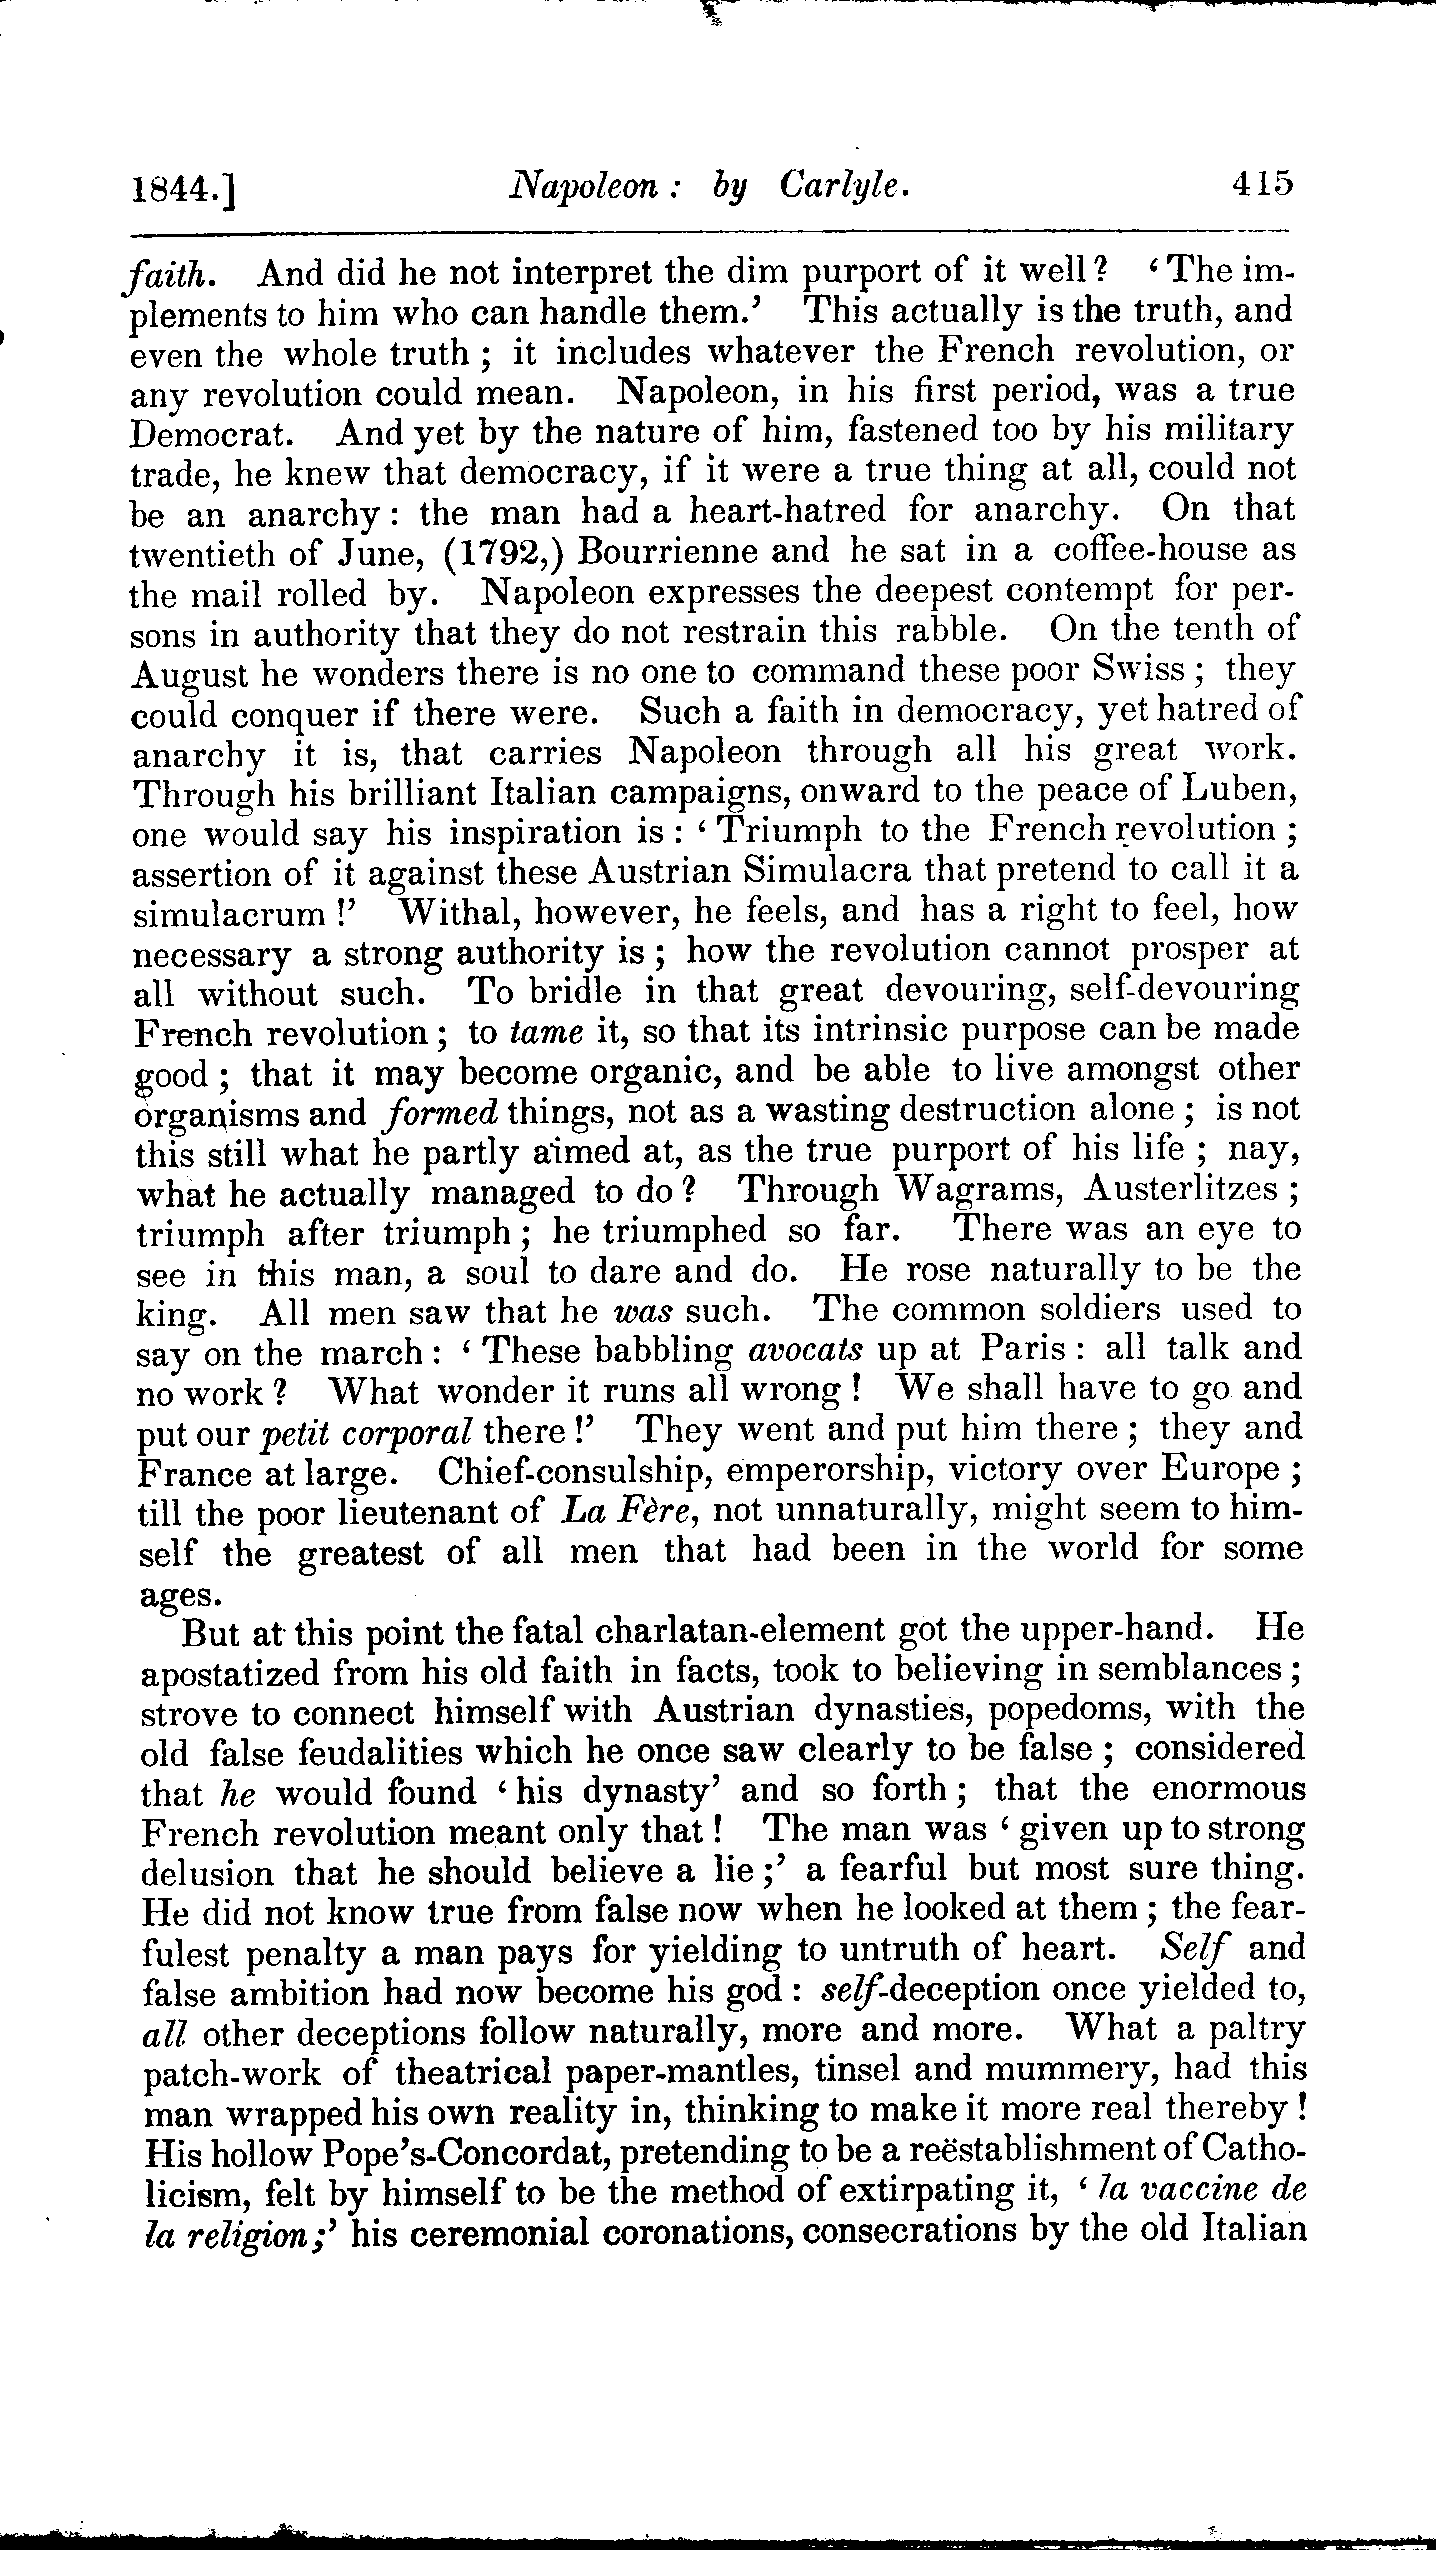 1844.] Napoleon: by Carlyle. 415
faith. And did he not interpret the dim purport of it well? ‘The im-
plements to him who can handle them.’ This actually is the truth, and
even the whole truth; it includes whatever the French revolution, or
any revolution could mean. Napoleon, in his first period, was a true
Democrat. And yet by the nature of him, fastened too by his military
trade, he knew that democracy, if it were a true thing at all, could not
be an anarchy: the man had a heart-hatred for anarchy. On that
twentieth of June, (1792,) Bourrienne and he sat in a coffee-house as
the mail rolled by. Napoleon expresses the deepest contempt for per-
sons in authority that they do not restrain this rabble. On the tenth of
August he wonders there is no one to command these poor Swiss; they
could conquer if there were. Such a faith in democracy, yet hatred of
anarchy it is, that carries Napoleon through all his great work.
Through his brilliant Italian campaigns, onward to the peace of Luben,
one would say his inspiration is: ‘Triumph to the French revolution;
assertion of it against these Austrian Simulacra that pretend to call it a
simulacrum!’ Withal, however, he feels, and has a right to feel, how
necessary a strong authority is; how the revolution cannot prosper at
all without such. To bridle in that great devouring, self-devouring
French revolution; to tame it, so that its intrinsic purpose can be made
good; that it may become organic, and be able to live amongst other
organisms and formed things, not as a wasting destruction alone; is not
this still what he partly aimed at, as the true purport of his life; nay,
what he actually managed to do? Through Wagrams, Austerlitzes;
triumph after triumph; he triumphed so far. There was an eye to
see in this man, a soul to dare and do. He rose naturally to be the
king. All men saw that he was such. The common soldiers used to
say on the march: ‘These babbling avocats up at Paris: all talk and
no work? What wonder it runs all wrong! We shall have to go and
put our petit corporal there!’ They went and put him there; they and
France at large. Chief-consulship, emperorship, victory over Europe;
till the poor lieutenant of La Fère, not unnaturally, might seem to him-
self the greatest of all men that had been in the world for some
ages.
But at this point the fatal charlatan-element got the upper-hand. He
apostatized from his old faith in facts, took to believing in semblances;
strove to connect himself with Austrian dynasties, popedoms, with the
old false feudalities which he once saw clearly to be false; considered
that he would found ‘his dynasty’ and so forth; that the enormous
French revolution meant only that! The man was ‘given up to strong
delusion that he should believe a lie;’ a fearful but most sure thing.
He did not know true from false now when he looked at them; the fear-
fulest penalty a man pays for yielding to untruth of heart. Self and
false ambition had now become his god: self-deception once yielded to,
all other deceptions follow naturally, more and more. What a paltry
patch-work of theatrical paper-mantles, tinsel and mummery, had this
man wrapped his own reality in, thinking to make it more real thereby!
His hollow Pope’s-Concordat, pretending to be a reëstablishment of Catho-
licism, felt by himself to be the method of extirpating it, ‘la vaccine de
la religion;’ his ceremonial coronations, consecrations by the old Italian